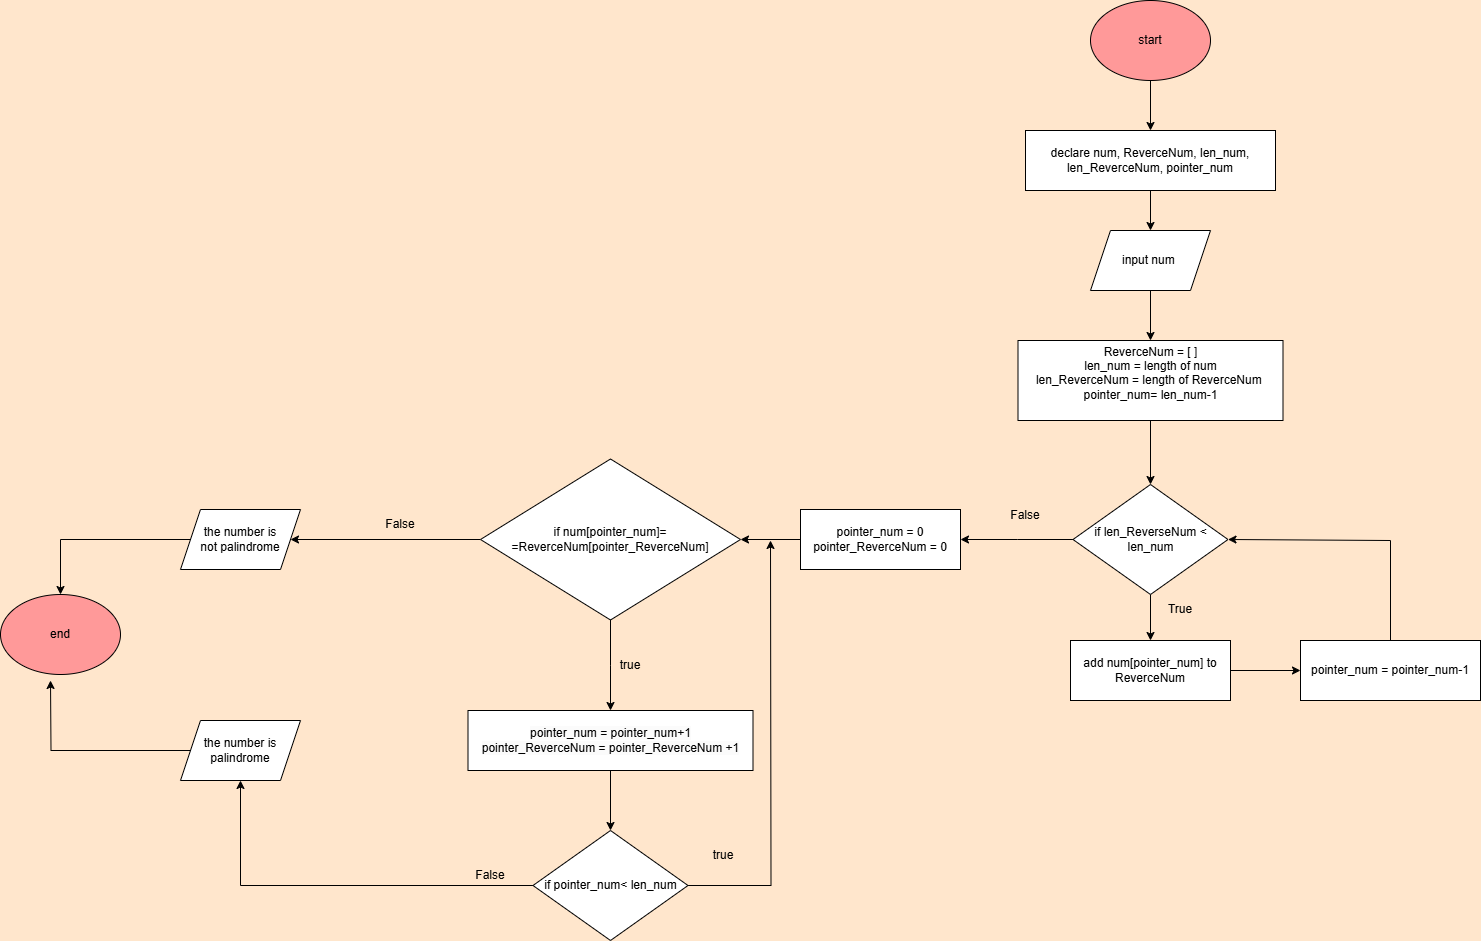 start
declare num, ReverceNum, len_num,
len_ReverceNum, pointer_num
input num
ReverceNum = [ ]
len_num = length of num
len_ReverceNum = length of ReverceNum
pointer_num= len_num-1
if len_ReverseNum <
len_num
False
True
add num[pointer_num] to
ReverceNum
pointer_num = pointer_num-1
pointer_num = 0
pointer_ReverceNum = 0
if num[pointer_num]=
=ReverceNum[pointer_ReverceNum]
False
the number is
not palindrome
end
true
pointer_num = pointer_num+1
pointer_ReverceNum = pointer_ReverceNum +1
if pointer_num< len_num
true
False
the number is
palindrome